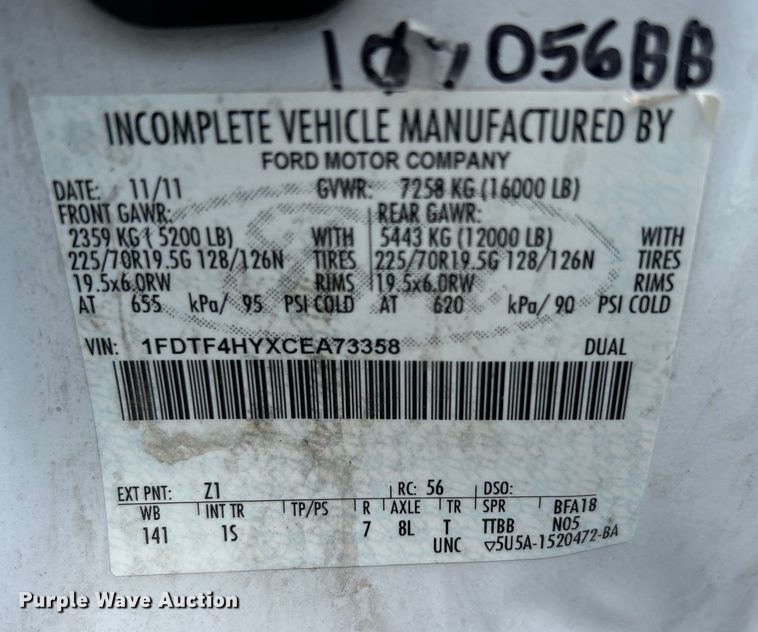 056BB
INCOMPLETE VEHICLE MANUFACTURED BY
FORD MOTOR COMPANY
DATE: 11/11 GVWR: 7258 KG (16000 LB)
FRONT GAWR: REAR GAWR:
2359 KG ( 5200 LB) WITH 5443 KG (12000 LB) WITH
225/70R19.5G 128/126N TIRES 225/70R19.5G 128/126N TIRES
19.5x6.0RW RIMS 19.5x6.0RW RIMS
AT 655 kPa/ 95 PSI COLD AT 620 kPa/ 90 PSI COLD
VIN: 1FDTF4HYXCEA73358 DUAL
EXT PNT: Z1 RC: 56 DSO:
WB INT TR TP/PS R AXLE TR SPR BFA18
141 1S 7 8L T TTBB N05
UNC ▽5U5A-1520472-BA
Purple Wave Auction